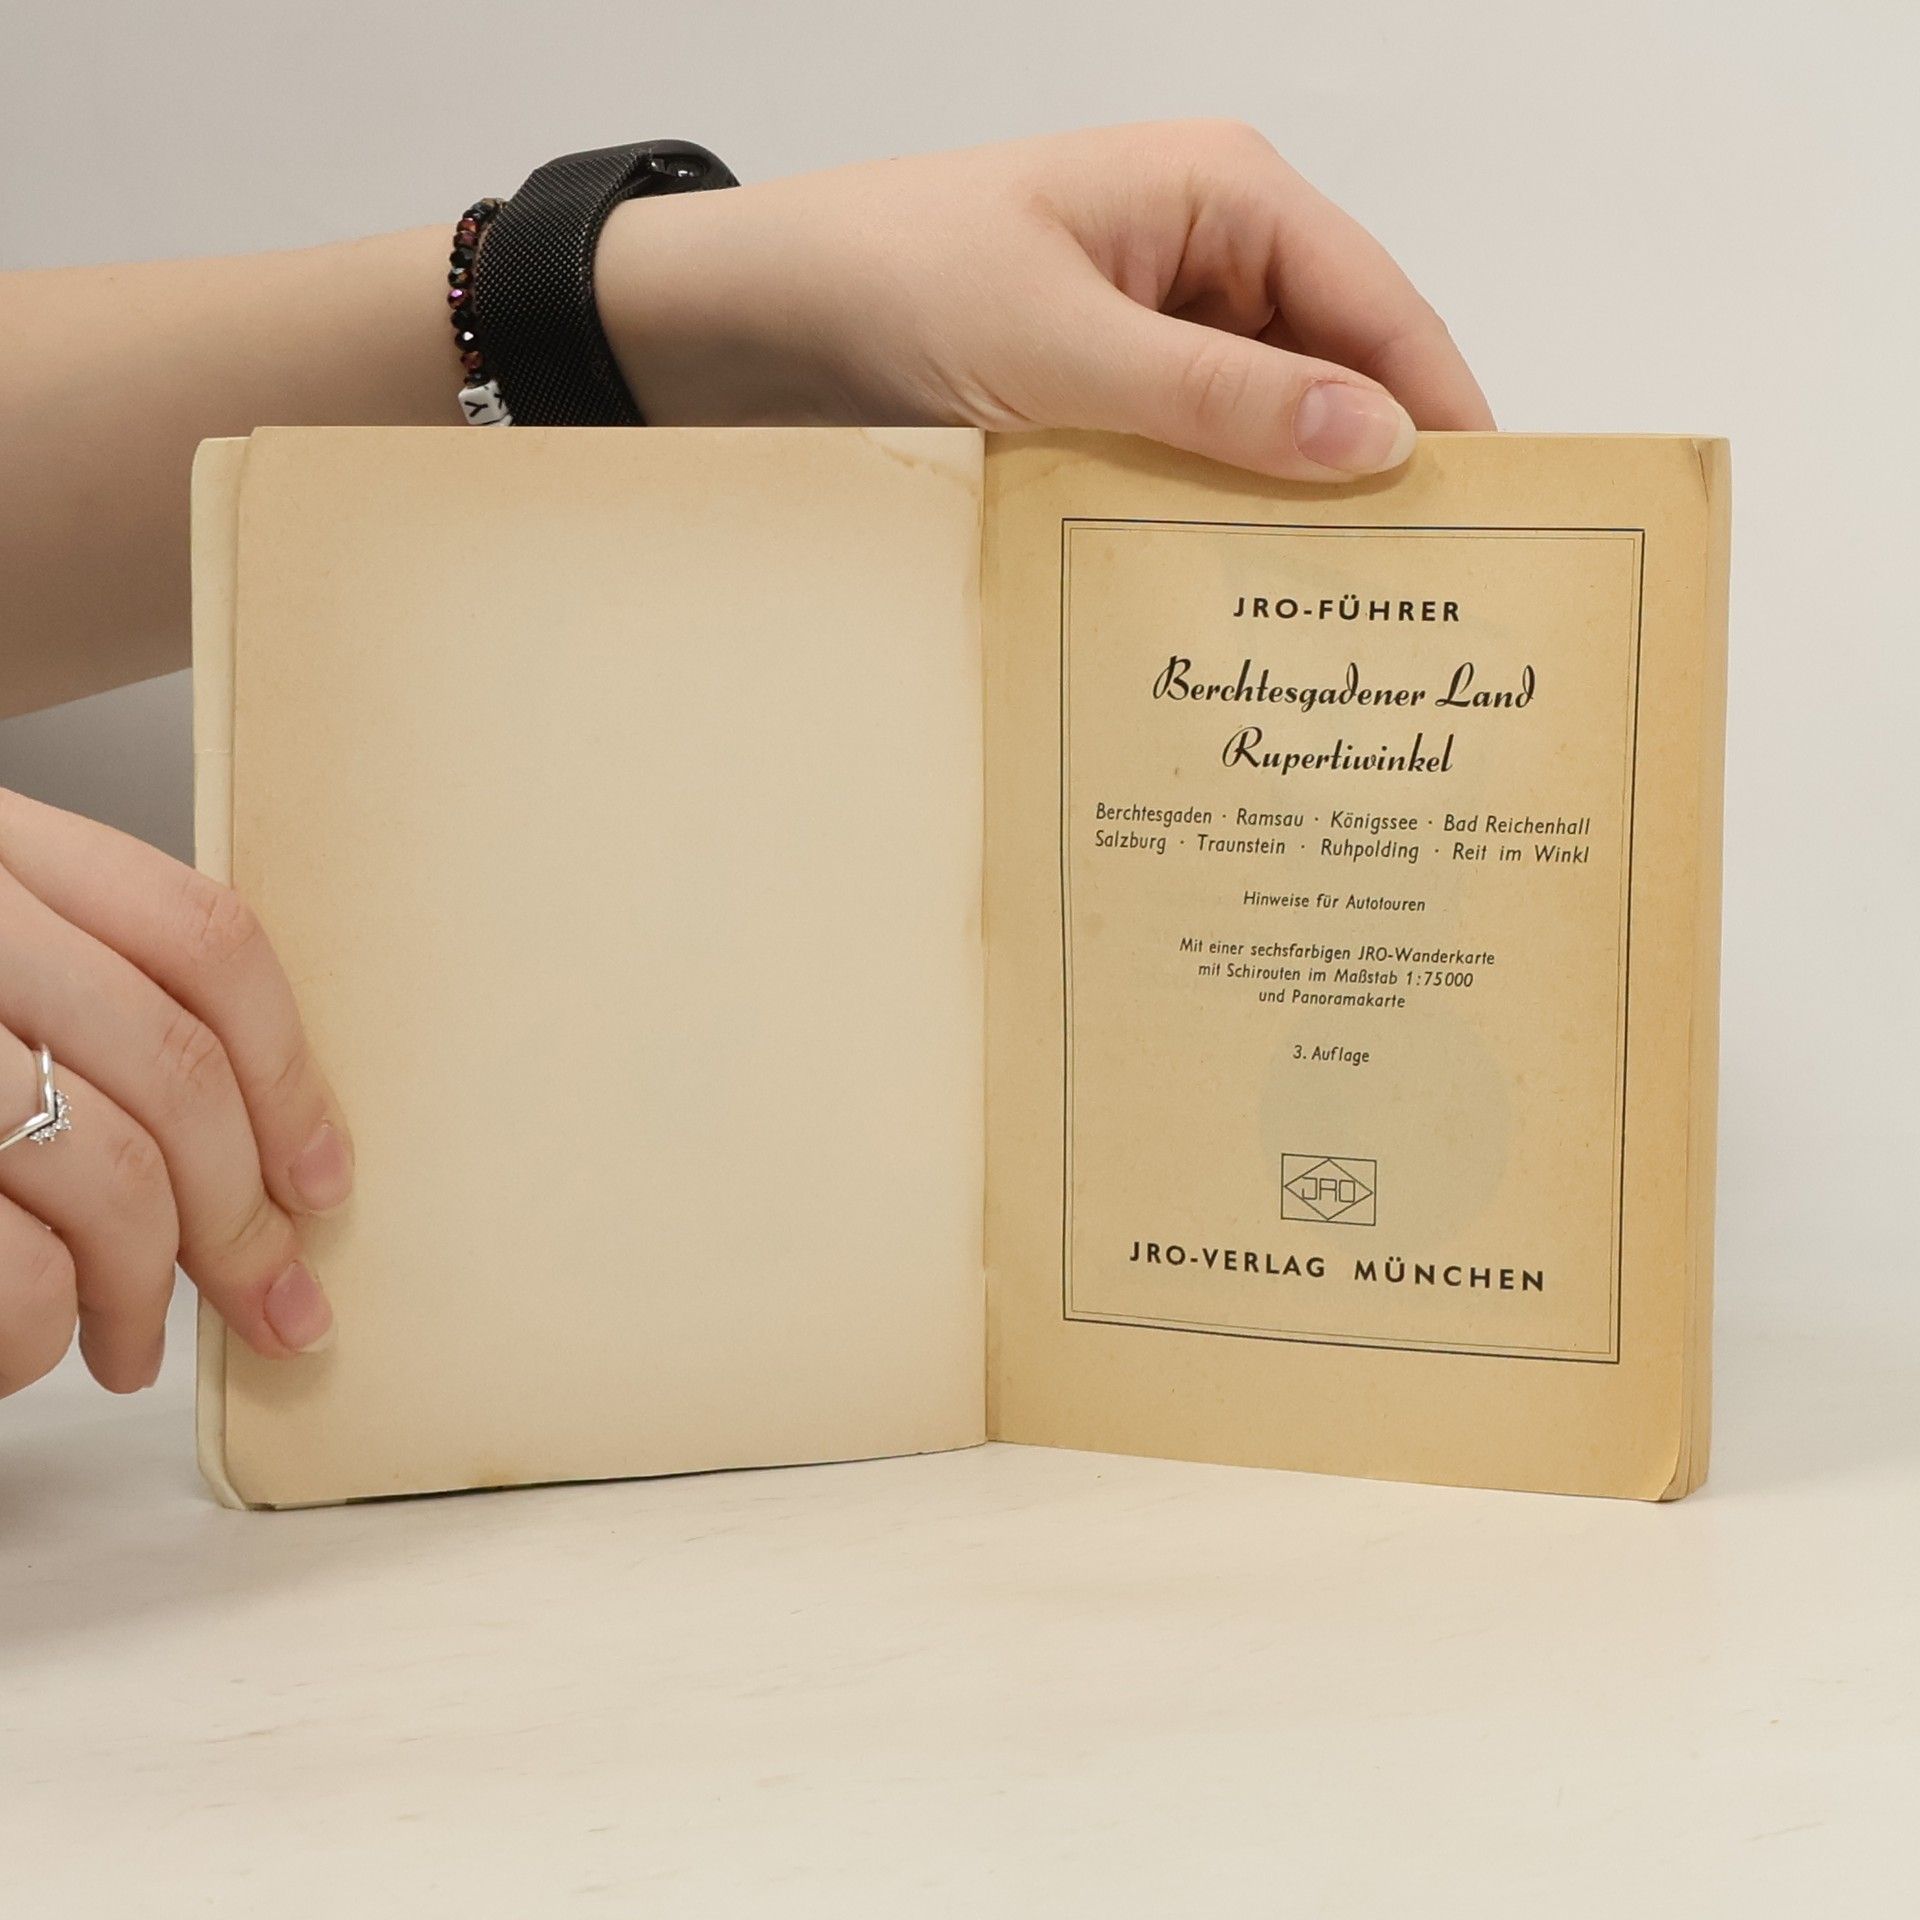 Y
JRO-FÜHRER
Berchtesgadener Land
Rupertiwinkel
Berchtesgaden · Ramsau · Königssee · Bad Reichenhall
Salzburg · Traunstein · Ruhpolding · Reit im Winkl
Hinweise für Autotouren
Mit einer sechsfarbigen JRO-Wanderkarte
mit Schirouten im Maßstab 1:75000
und Panoramakarte
3. Auflage
JRO
JRO-VERLAG MÜNCHEN